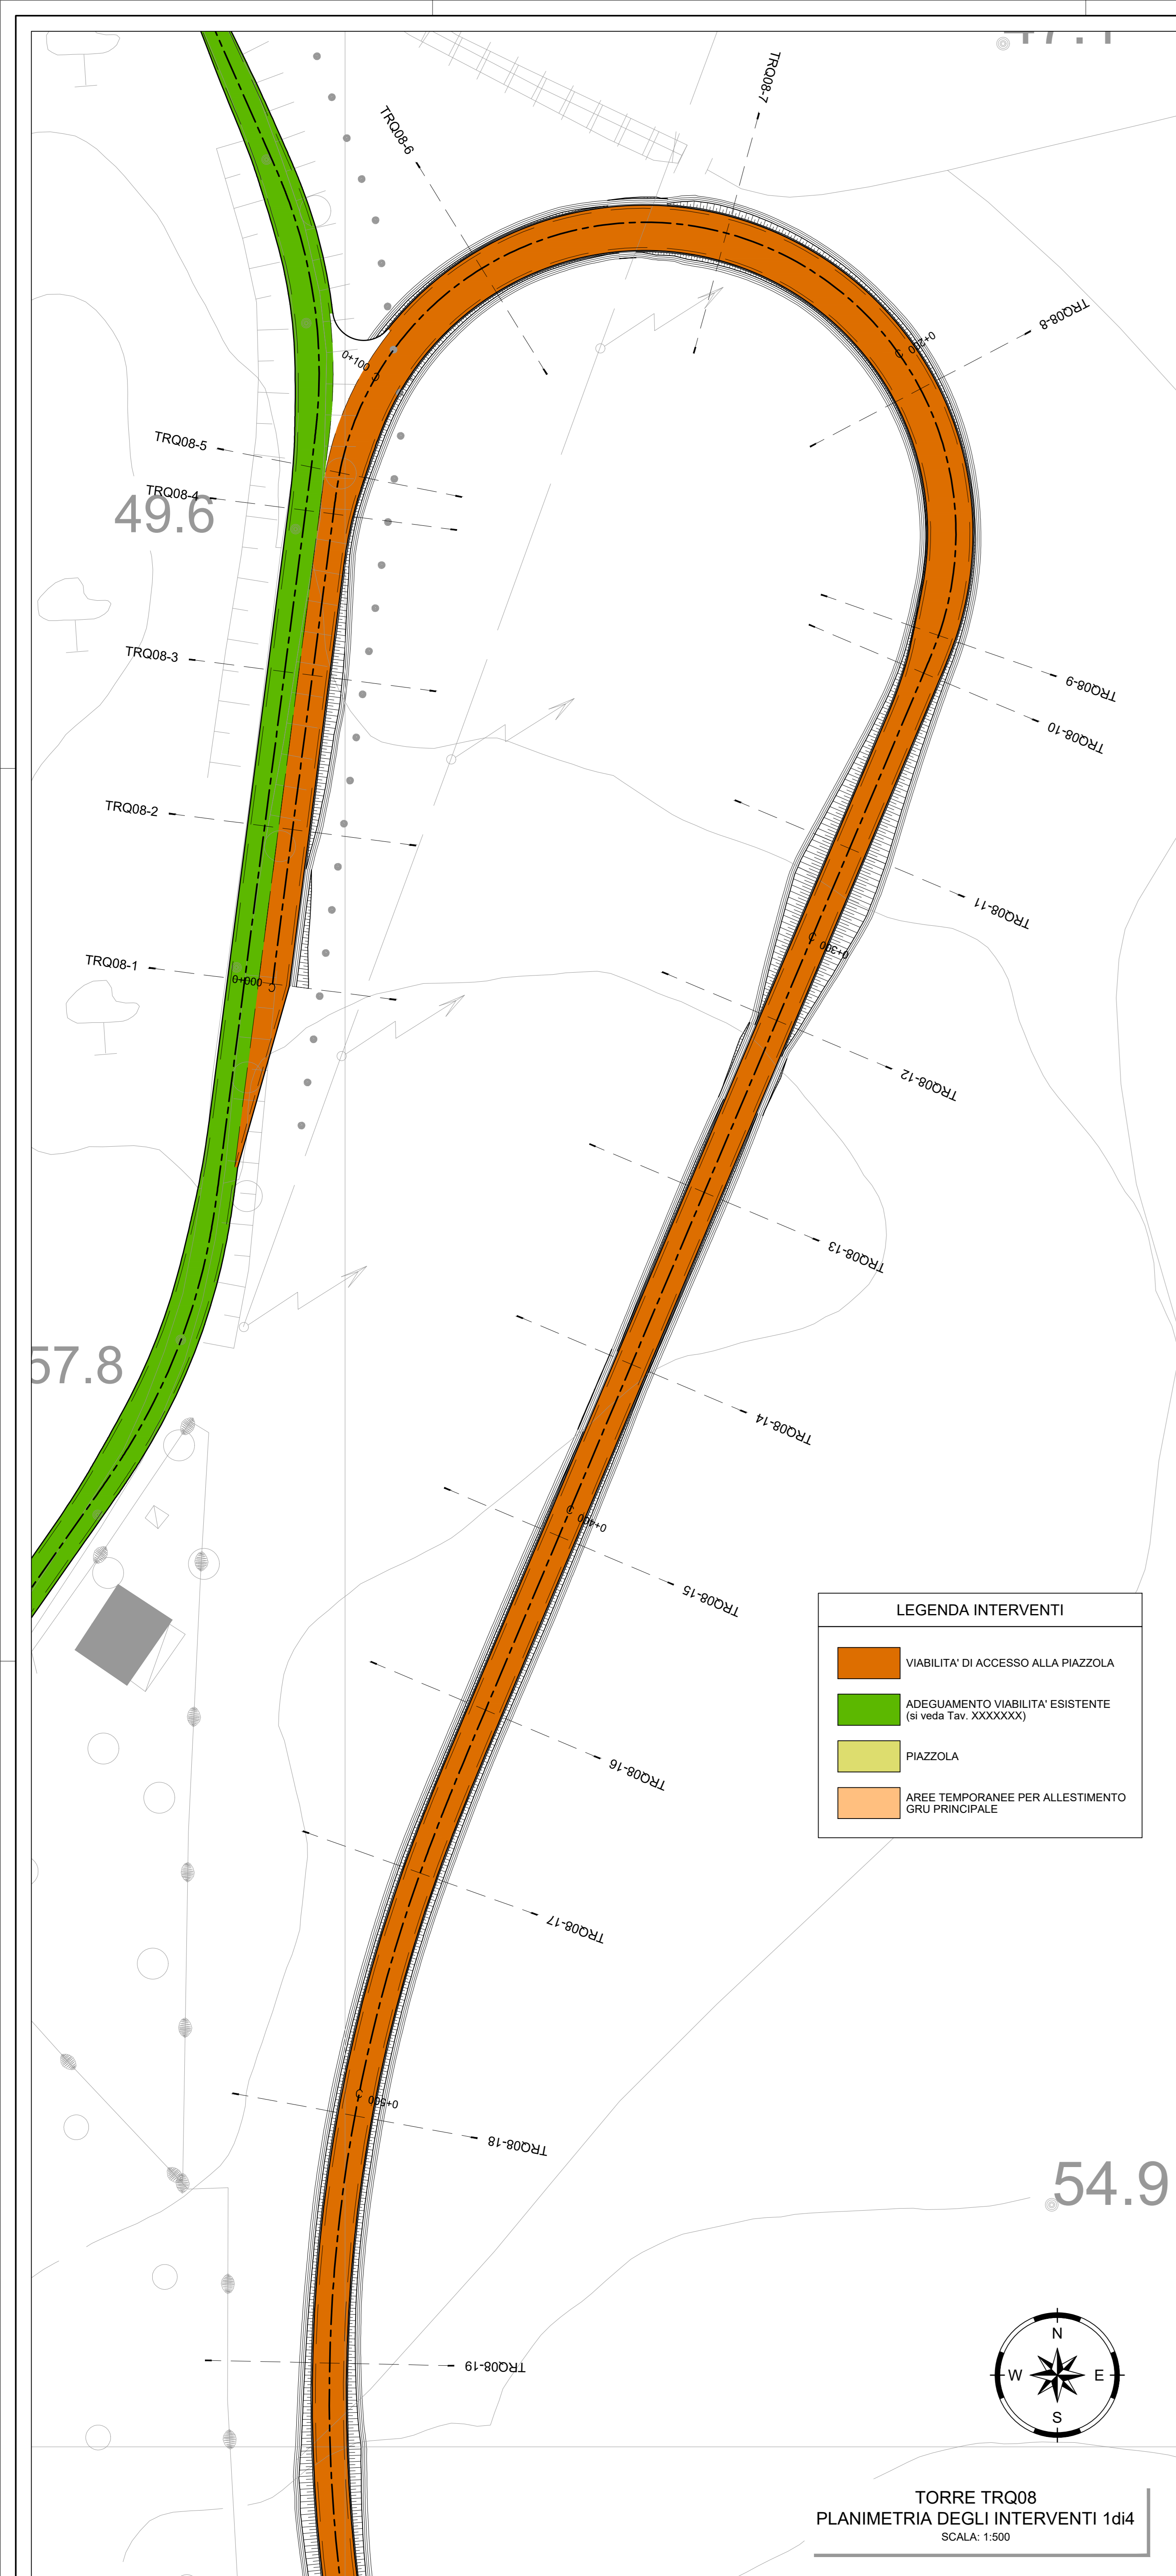 TRQ08-7
TRQ08-6
TRQ08-8
0+200
0+100
TRQ08-5
TRQ08-4
49.6
TRQ08-3
TRQ08-9
TRQ08-10
TRQ08-2
TRQ08-11
0+300
TRQ08-1
0+000
TRQ08-12
TRQ08-13
57.8
TRQ08-14
0+400
TRQ08-15
LEGENDA INTERVENTI
VIABILITA' DI ACCESSO ALLA PIAZZOLA
ADEGUAMENTO VIABILITA' ESISTENTE
(si veda Tav. XXXXXXX)
PIAZZOLA
AREE TEMPORANEE PER ALLESTIMENTO
GRU PRINCIPALE
TRQ08-16
TRQ08-17
0+500
TRQ08-18
54.9
TRQ08-19
N
W E
S
TORRE TRQ08
PLANIMETRIA DEGLI INTERVENTI 1di4
SCALA: 1:500